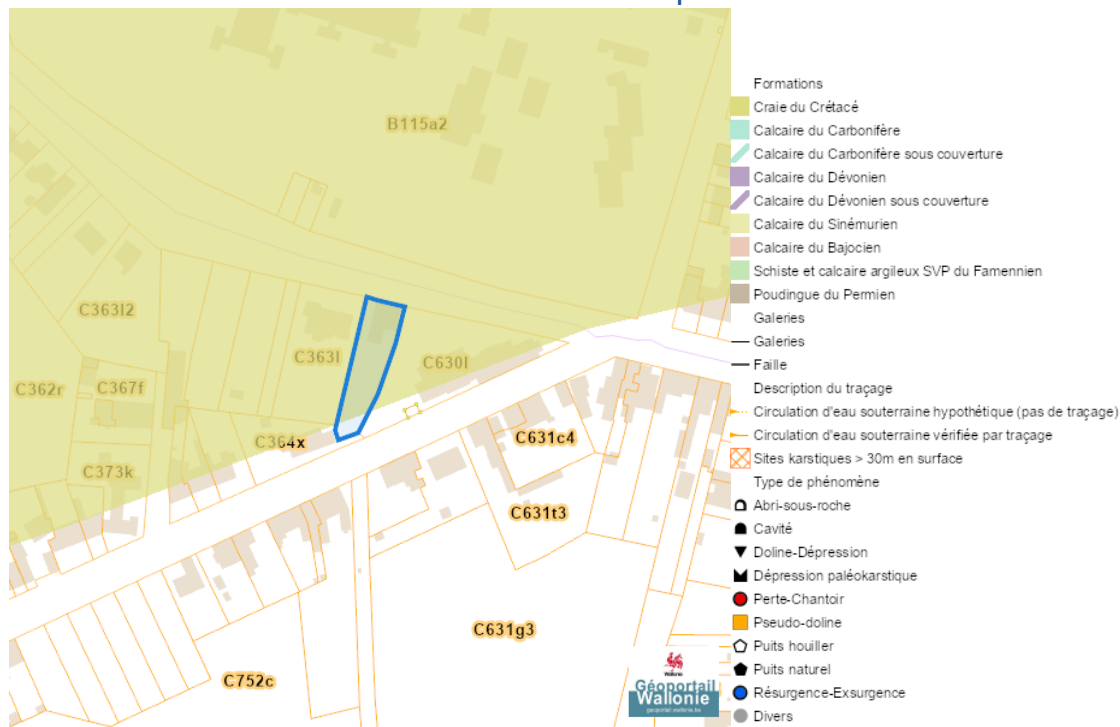 B115a2
C363l2
C363l
C630l
C362r
C367f
C364x
C373k
C631c4
C631t3
C631g3
C752c
Wallonie
Géoportail
Wallonie
geoportail.wallonie.be
Formations
Craie du Crétacé
Calcaire du Carbonifère
Calcaire du Carbonifère sous couverture
Calcaire du Dévonien
Calcaire du Dévonien sous couverture
Calcaire du Sinémurien
Calcaire du Bajocien
Schiste et calcaire argileux SVP du Famennien
Poudingue du Permien
Galeries
Galeries
Faille
Description du traçage
Circulation d'eau souterraine hypothétique (pas de traçage)
Circulation d'eau souterraine vérifiée par traçage
Sites karstiques > 30m en surface
Type de phénomène
Abri-sous-roche
Cavité
Doline-Dépression
Dépression paléokarstique
Perte-Chantoir
Pseudo-doline
Puits houiller
Puits naturel
Résurgence-Exsurgence
Divers